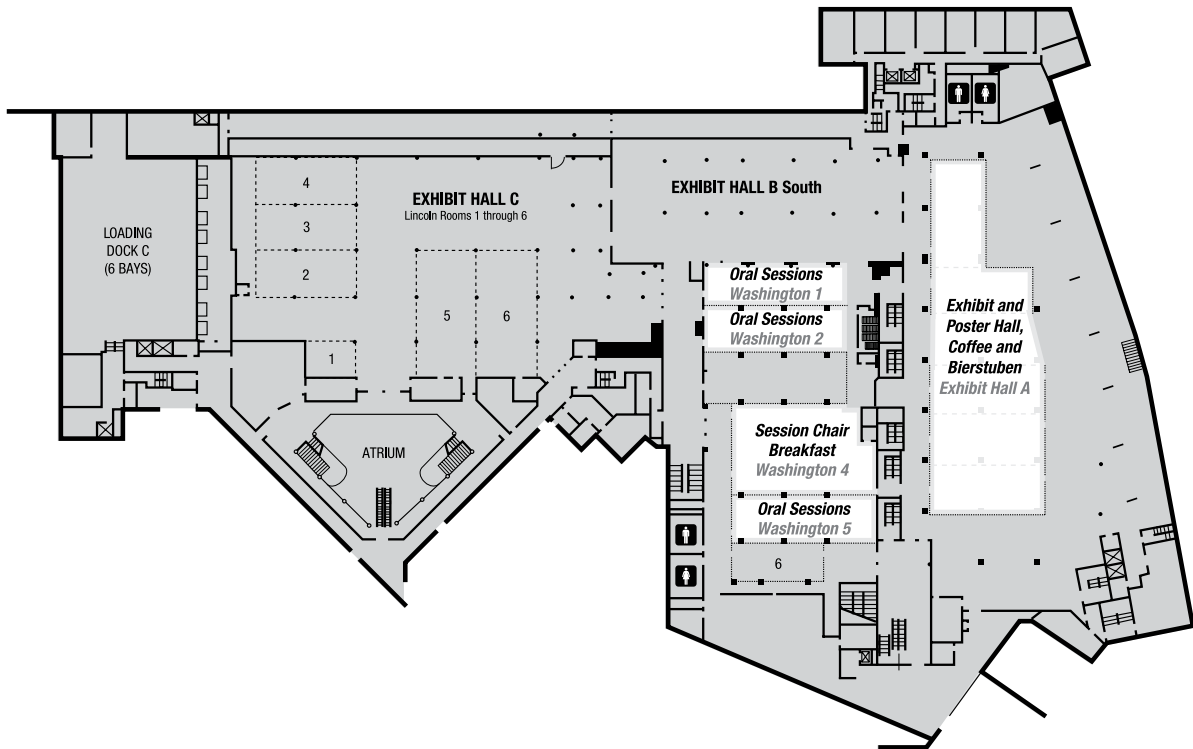 4
EXHIBIT HALL C
Lincoln Rooms 1 through 6
EXHIBIT HALL B South
3
LOADING
DOCK C
(6 BAYS)
2
5
6
1
ATRIUM
Oral Sessions
Washington 1
Oral Sessions
Washington 2
Exhibit and
Poster Hall,
Coffee and
Bierstuben
Exhibit Hall A
Session Chair
Breakfast
Washington 4
Oral Sessions
Washington 5
6